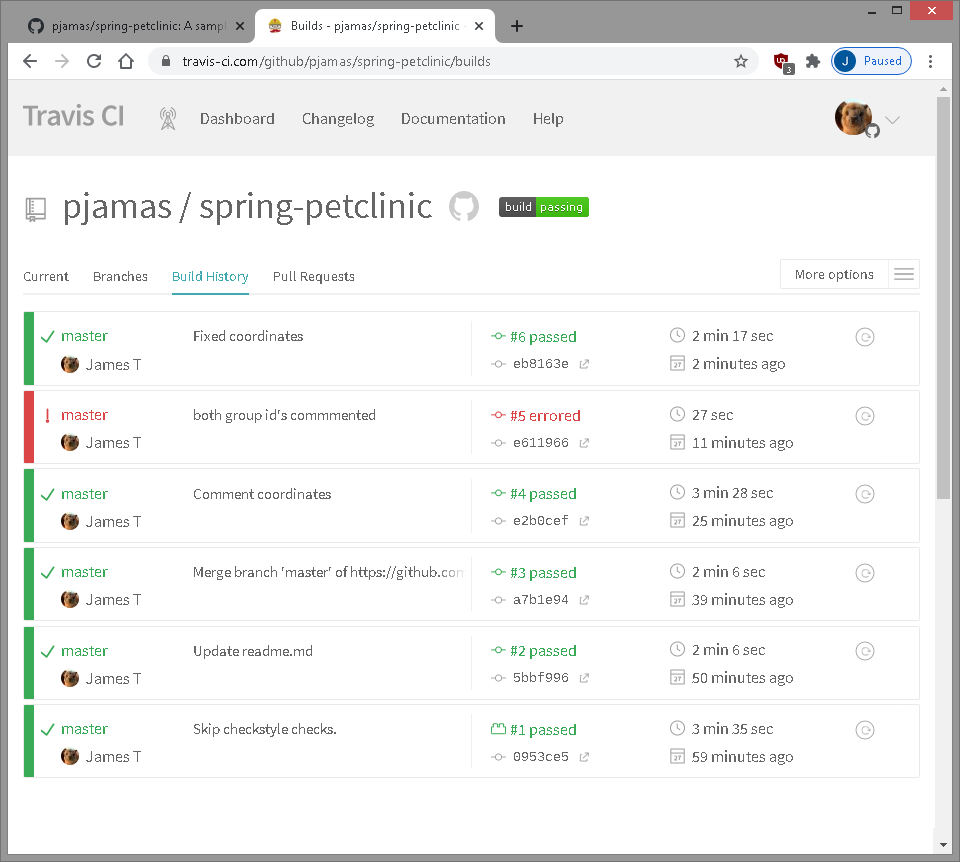 pjamas/spring-petclinic: A sampl
Builds - pjamas/spring-petclinic -
travis-ci.com/github/pjamas/spring-petclinic/builds
3
J Paused
Travis CI Dashboard Changelog Documentation Help
pjamas / spring-petclinic build passing
Current Branches Build History Pull Requests More options
master Fixed coordinates #6 passed 2 min 17 sec
James T eb8163e 27 2 minutes ago
! master both group id's commmented #5 errored 27 sec
James T e611966 27 11 minutes ago
master Comment coordinates #4 passed 3 min 28 sec
James T e2b0cef 27 25 minutes ago
master Merge branch 'master' of https://github.com #3 passed 2 min 6 sec
James T a7b1e94 27 39 minutes ago
master Update readme.md #2 passed 2 min 6 sec
James T 5bbf996 27 50 minutes ago
master Skip checkstyle checks. #1 passed 3 min 35 sec
James T 0953ce5 27 59 minutes ago